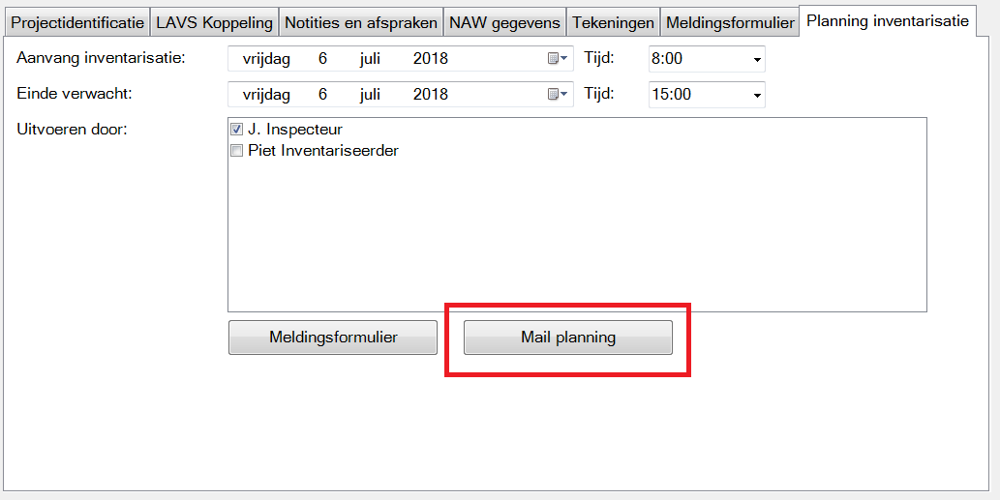 Projectidentificatie LAVS Koppeling Notities en afspraken NAW gegevens Tekeningen Meldingsformulier Planning inventarisatie
Aanvang inventarisatie: vrijdag 6 juli 2018 Tijd: 8:00
Einde verwacht: vrijdag 6 juli 2018 Tijd: 15:00
Uitvoeren door: J. Inspecteur
Piet Inventariseerder
Meldingsformulier Mail planning